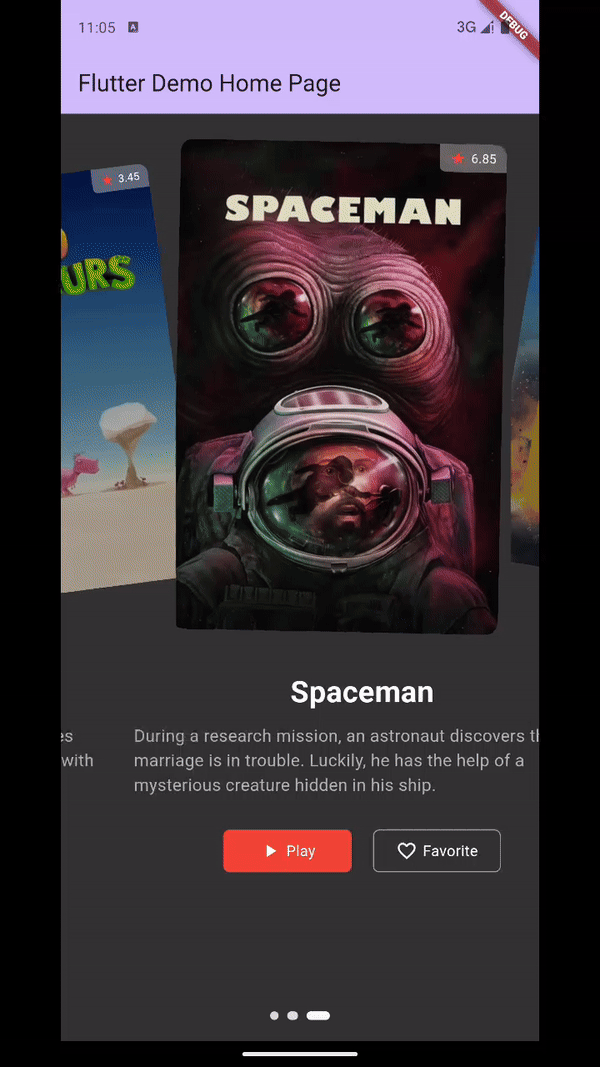 11:05
A
3G
DEBUG
Flutter Demo Home Page
3.45
6.85
SPACEMAN
URS
Spaceman
es
During a research mission, an astronaut discovers
with
marriage is in trouble. Luckily, he has the help of a
mysterious creature hidden in his ship.
Play
Favorite